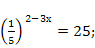 (1/5)^{2−3x} = 25;